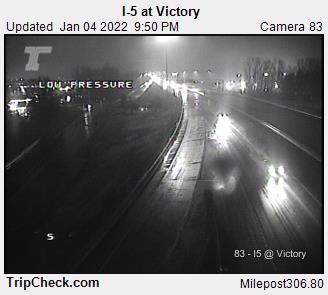 I-5 at Victory
Updated Jan 04 2022 9:50 PM Camera 83
LOW PRESSURE
S
83 - I5 @ Victory
TripCheck.com Milepost306.80